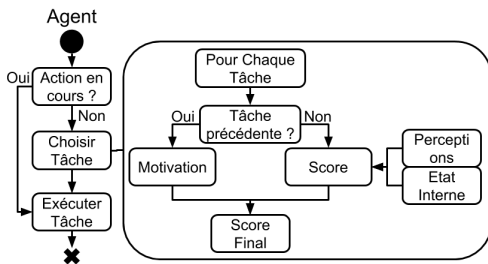 Agent
Oui
Action en
cours ?
Non
Choisir
Tâche
Exécuter
Tâche
Pour Chaque
Tâche
Oui
Tâche
précédente ?
Non
Motivation
Score
Percepti
ons
Etat
Interne
Score
Final